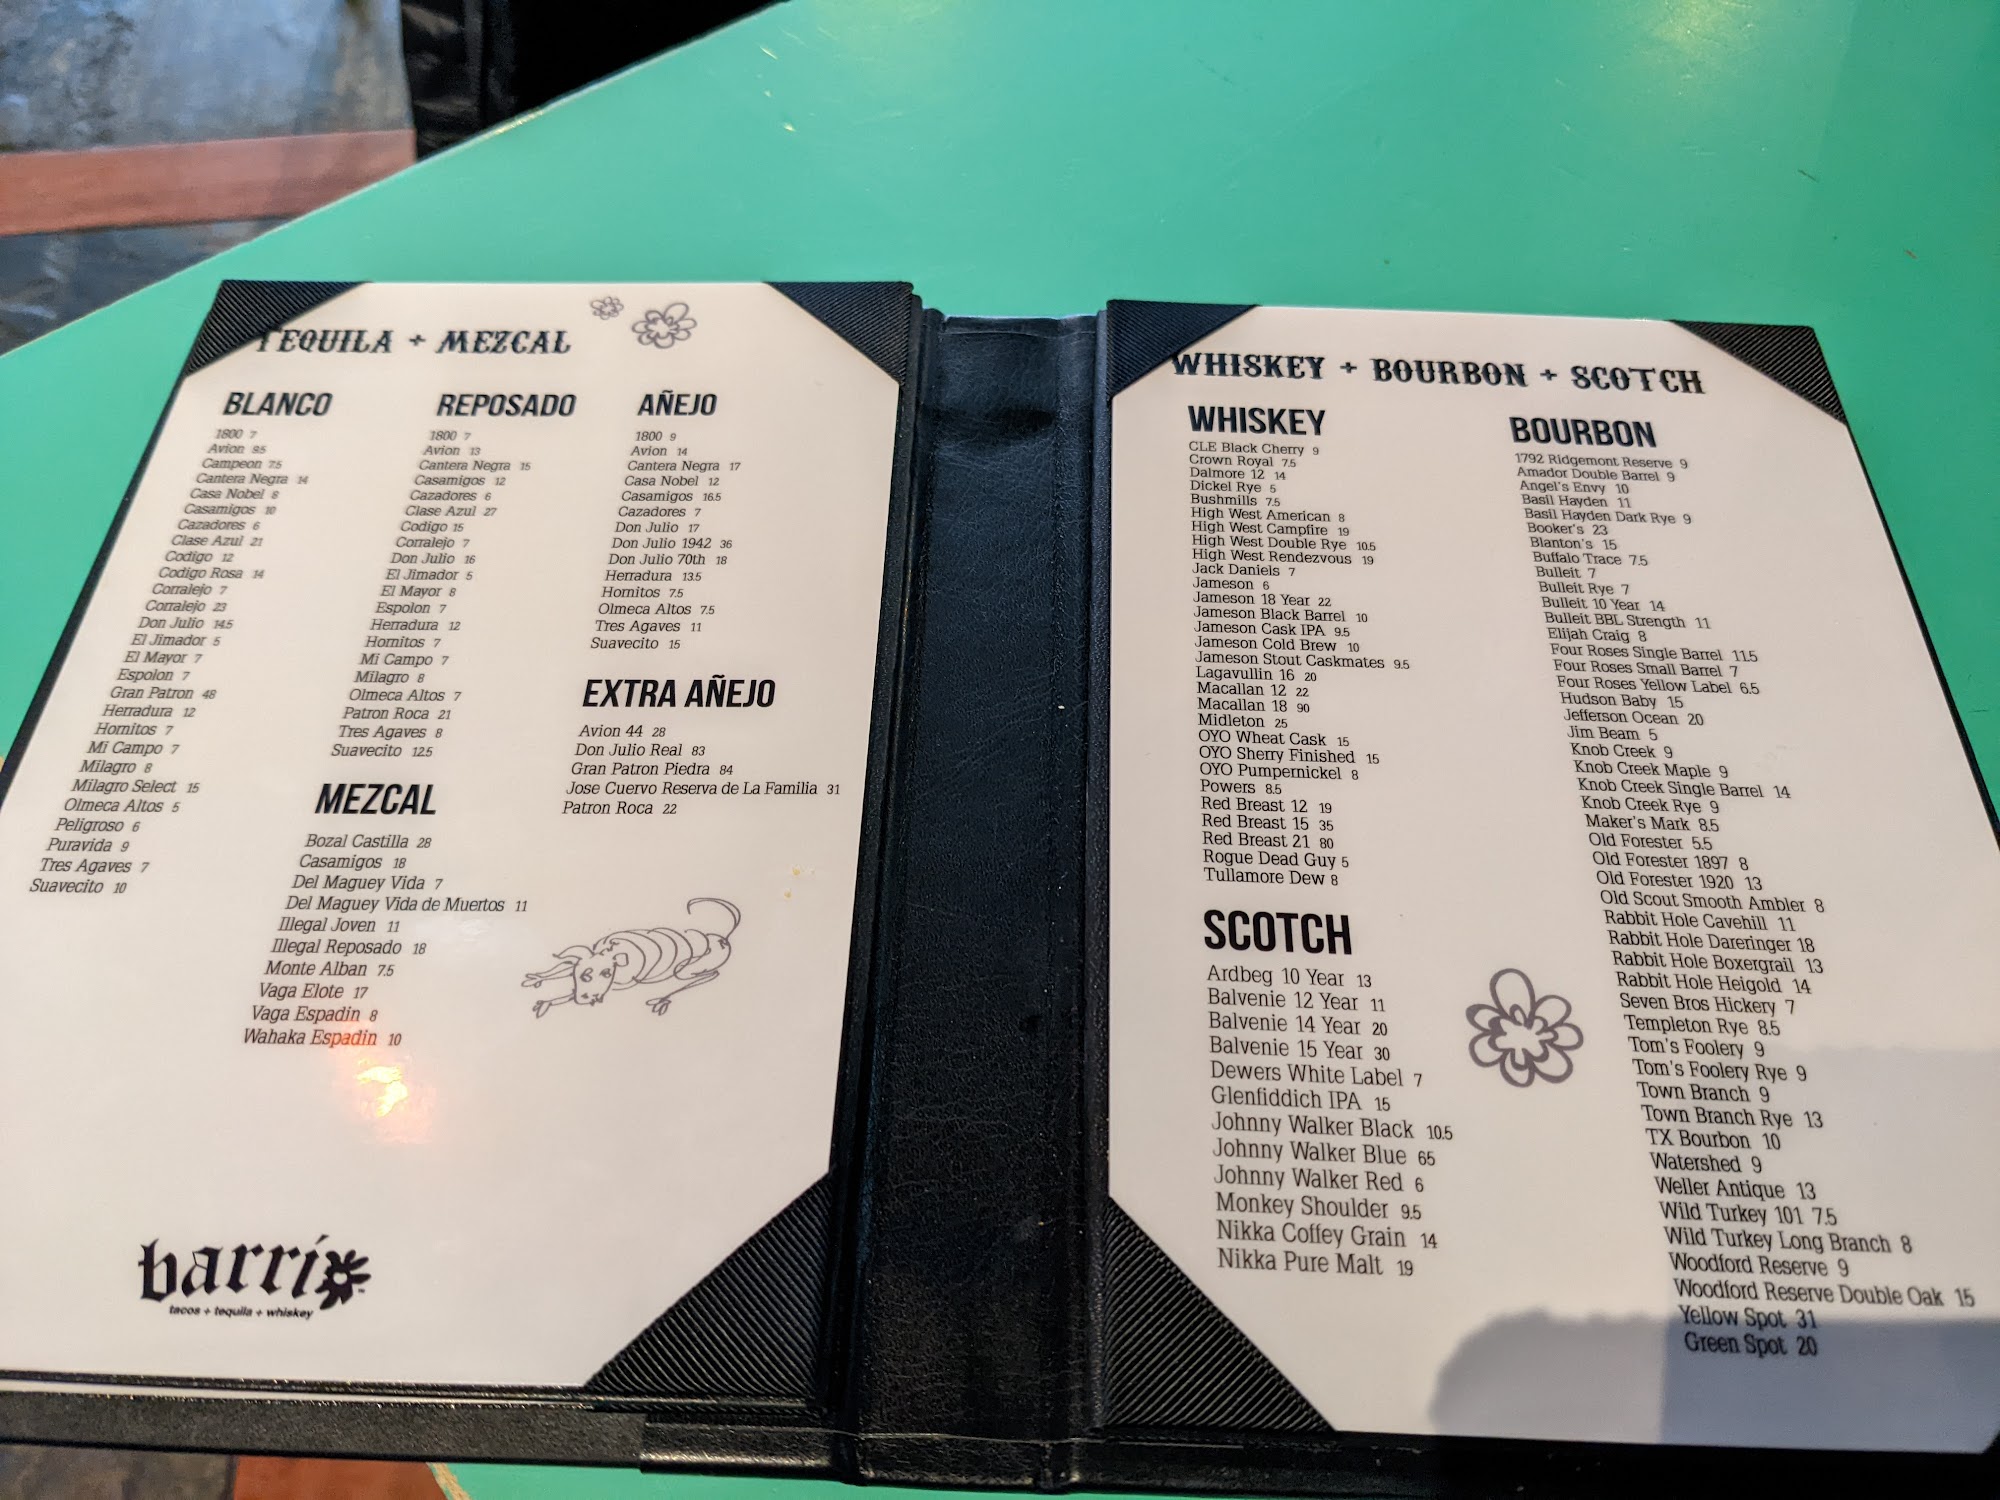 TEQUILA + MEZCAL
BLANCO
1800 7
Avion 9.5
Campeon 7.5
Cantera Negra 14
Casa Nobel 8
Casamigos 10
Cazadores 6
Clase Azul 21
Codigo 12
Codigo Rosa 14
Corralejo 7
Corralejo 23
Don Julio 14.5
El Jimador 5
El Mayor 7
Espolon 7
Gran Patron 48
Herradura 12
Hornitos 7
Mi Campo 7
Milagro 8
Milagro Select 15
Olmeca Altos 5
Peligroso 6
Puravida 9
Tres Agaves 7
Suavecito 10
REPOSADO
1800 7
Avion 13
Cantera Negra 15
Casamigos 12
Cazadores 6
Clase Azul 27
Codigo 15
Corralejo 7
Don Julio 16
El Jimador 5
El Mayor 8
Espolon 7
Herradura 12
Hornitos 7
Mi Campo 7
Milagro 8
Olmeca Altos 7
Patron Roca 21
Tres Agaves 8
Suavecito 12.5
MEZCAL
Bozal Castilla 28
Casamigos 18
Del Maguey Vida 7
Del Maguey Vida de Muertos 11
Illegal Joven 11
Illegal Reposado 18
Monte Alban 7.5
Vaga Elote 17
Vaga Espadin 8
Wahaka Espadin 10
AÑEJO
1800 9
Avion 14
Cantera Negra 17
Casa Nobel 12
Casamigos 16.5
Cazadores 7
Don Julio 17
Don Julio 1942 36
Don Julio 70th 18
Herradura 13.5
Hornitos 7.5
Olmeca Altos 7.5
Tres Agaves 11
Suavecito 15
EXTRA AÑEJO
Avion 44 28
Don Julio Real 83
Gran Patron Piedra 84
Jose Cuervo Reserva de La Familia 31
Patron Roca 22
barrio
tacos + tequila + whiskey
WHISKEY + BOURBON + SCOTCH
WHISKEY
CLE Black Cherry 9
Crown Royal 7.5
Dalmore 12 14
Dickel Rye 5
Bushmills 7.5
High West American 8
High West Campfire 19
High West Double Rye 10.5
High West Rendezvous 19
Jack Daniels 7
Jameson 6
Jameson 18 Year 22
Jameson Black Barrel 10
Jameson Cask IPA 9.5
Jameson Cold Brew 10
Jameson Stout Caskmates 9.5
Lagavullin 16 20
Macallan 12 22
Macallan 18 90
Midleton 25
OYO Wheat Cask 15
OYO Sherry Finished 15
OYO Pumpernickel 8
Powers 8.5
Red Breast 12 19
Red Breast 15 35
Red Breast 21 80
Rogue Dead Guy 5
Tullamore Dew 8
SCOTCH
Ardbeg 10 Year 13
Balvenie 12 Year 11
Balvenie 14 Year 20
Balvenie 15 Year 30
Dewers White Label 7
Glenfiddich IPA 15
Johnny Walker Black 10.5
Johnny Walker Blue 65
Johnny Walker Red 6
Monkey Shoulder 9.5
Nikka Coffey Grain 14
Nikka Pure Malt 19
BOURBON
1792 Ridgemont Reserve 9
Amador Double Barrel 9
Angel's Envy 10
Basil Hayden 11
Basil Hayden Dark Rye 9
Booker's 23
Blanton's 15
Buffalo Trace 7.5
Bulleit 7
Bulleit Rye 7
Bulleit 10 Year 14
Bulleit BBL Strength 11
Elijah Craig 8
Four Roses Single Barrel 11.5
Four Roses Small Barrel 7
Four Roses Yellow Label 6.5
Hudson Baby 15
Jefferson Ocean 20
Jim Beam 5
Knob Creek 9
Knob Creek Maple 9
Knob Creek Single Barrel 14
Knob Creek Rye 9
Maker's Mark 8.5
Old Forester 5.5
Old Forester 1897 8
Old Forester 1920 13
Old Scout Smooth Ambler 8
Rabbit Hole Cavehill 11
Rabbit Hole Dareringer 18
Rabbit Hole Boxergrail 13
Rabbit Hole Heigold 14
Seven Bros Hickery 7
Templeton Rye 8.5
Tom's Foolery 9
Tom's Foolery Rye 9
Town Branch 9
Town Branch Rye 13
TX Bourbon 10
Watershed 9
Weller Antique 13
Wild Turkey 101 7.5
Wild Turkey Long Branch 8
Woodford Reserve 9
Woodford Reserve Double Oak 15
Yellow Spot 31
Green Spot 20